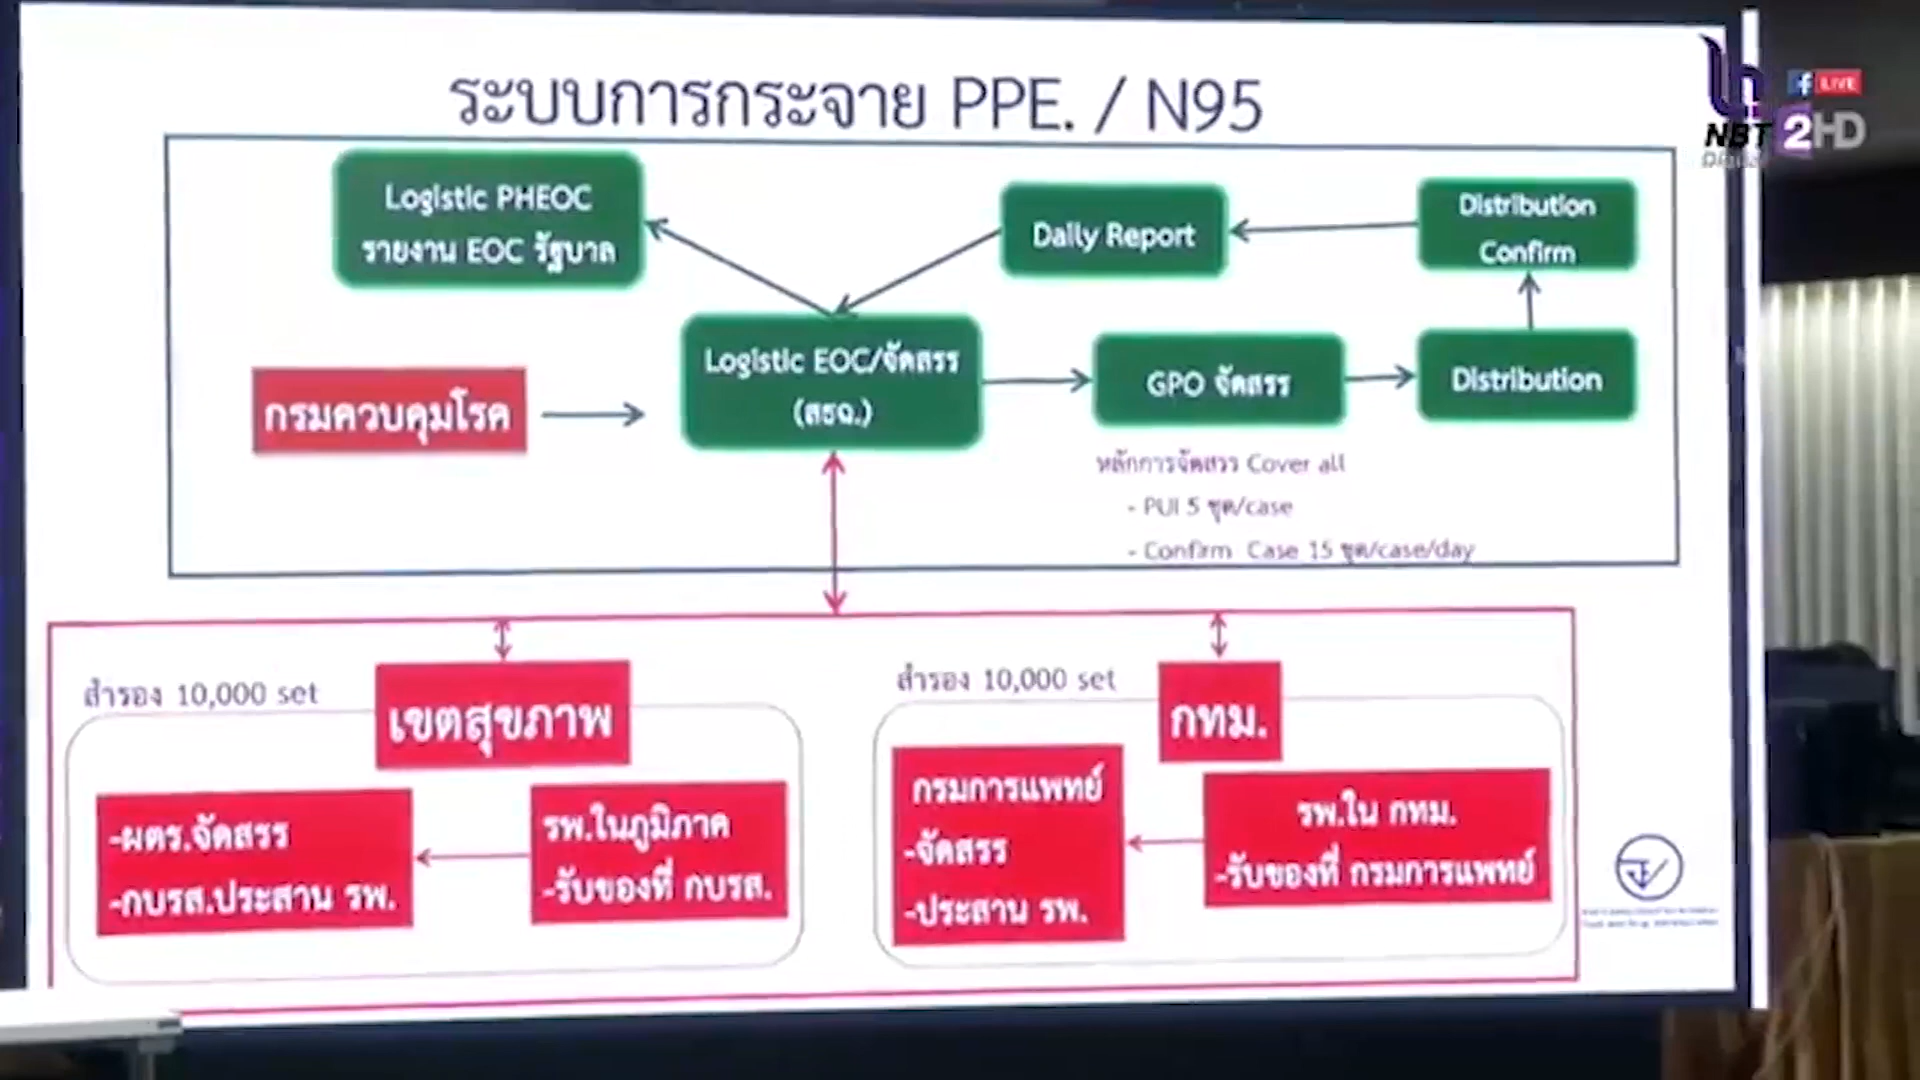 ระบบการกระจาย PPE. / N95
f LIVE
NBT 2HD
Digital
Logistic PHEOC
รายงาน EOC รัฐบาล
Daily Report
Distribution
Confirm
กรมควบคุมโรค
Logistic EOC/จัดสรร
(สธฉ.)
GPO จัดสรร
Distribution
หลักการจัดสรร Cover all
- PUI 5 ชุด/case
- Confirm Case 15 ชุด/case/day
สำรอง 10,000 set
เขตสุขภาพ
-ผตร.จัดสรร
-กบรส.ประสาน รพ.
รพ.ในภูมิภาค
-รับของที่ กบรส.
สำรอง 10,000 set
กทม.
กรมการแพทย์
-จัดสรร
-ประสาน รพ.
รพ.ใน กทม.
-รับของที่ กรมการแพทย์